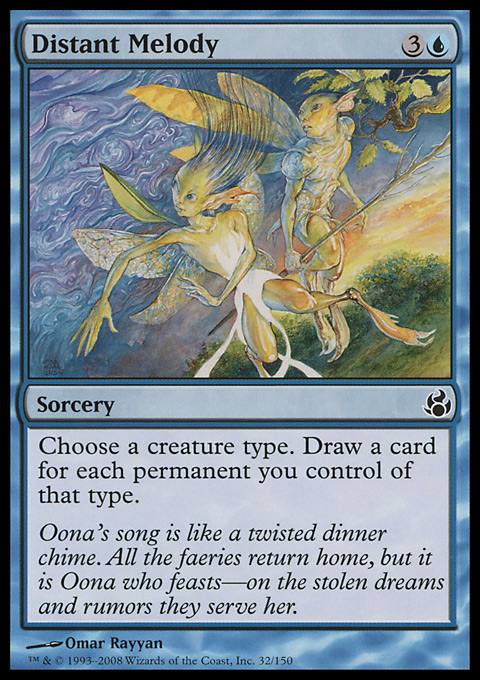 Distant Melody 3
Sorcery
Choose a creature type. Draw a card
for each permanent you control of
that type.
Oona's song is like a twisted dinner
chime. All the faeries return home, but it
is Oona who feasts—on the stolen dreams
and rumors they serve her.
Omar Rayyan
™ & © 1993–2008 Wizards of the Coast, Inc. 32/150